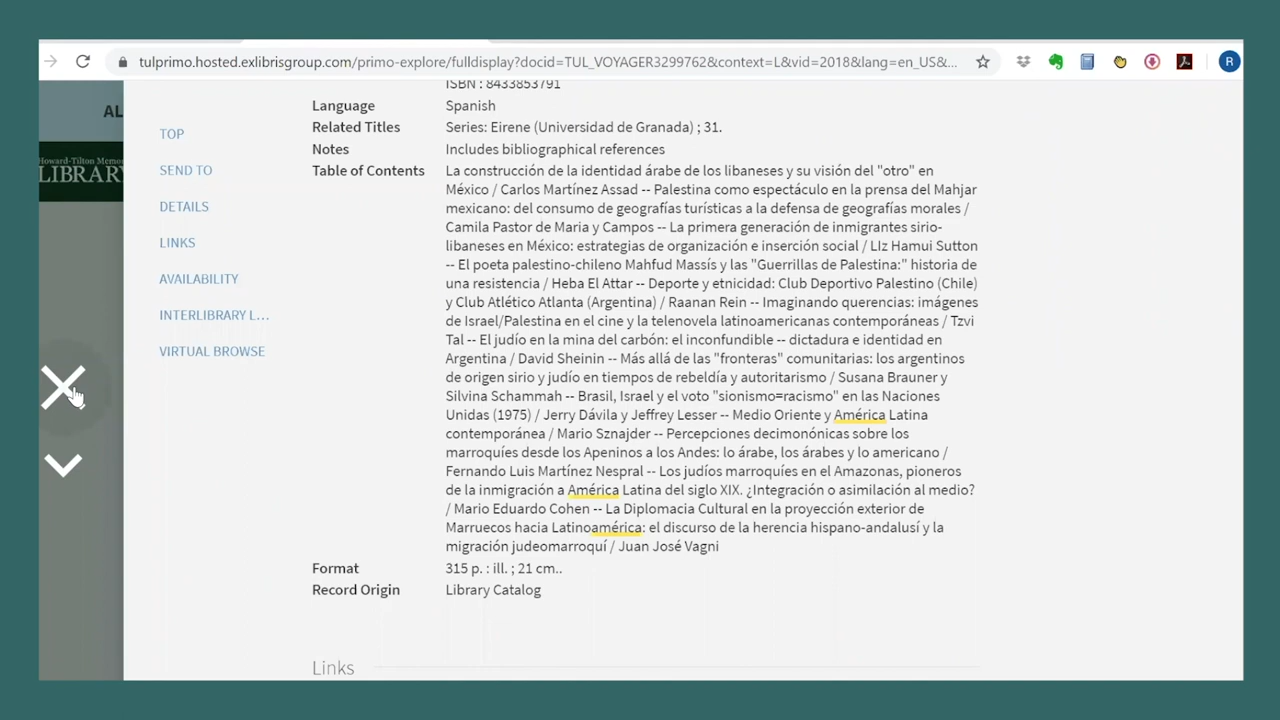 tulprimo.hosted.exlibrisgroup.com/primo-explore/fulldisplay?docid=TUL_VOYAGER3299762&context=L&vid=2018&lang=en_US&...
R
AL
Howard-Tilton Memo
LIBRARY
TOP
SEND TO
DETAILS
LINKS
AVAILABILITY
INTERLIBRARY L...
VIRTUAL BROWSE
ISBN : 8433853791
Language Spanish
Related Titles Series: Eirene (Universidad de Granada) ; 31.
Notes Includes bibliographical references
Table of Contents La construcción de la identidad árabe de los libaneses y su visión del "otro" en
México / Carlos Martínez Assad -- Palestina como espectáculo en la prensa del Mahjar
mexicano: del consumo de geografías turísticas a la defensa de geografías morales /
Camila Pastor de Maria y Campos -- La primera generación de inmigrantes sirio-
libaneses en México: estrategias de organización e inserción social / LIz Hamui Sutton
-- El poeta palestino-chileno Mahfud Massís y las "Guerrillas de Palestina:" historia de
una resistencia / Heba El Attar -- Deporte y etnicidad: Club Deportivo Palestino (Chile)
y Club Atlético Atlanta (Argentina) / Raanan Rein -- Imaginando querencias: imágenes
de Israel/Palestina en el cine y la telenovela latinoamericanas contemporáneas / Tzvi
Tal -- El judío en la mina del carbón: el inconfundible -- dictadura e identidad en
Argentina / David Sheinin -- Más allá de las "fronteras" comunitarias: los argentinos
de origen sirio y judío en tiempos de rebeldía y autoritarismo / Susana Brauner y
Silvina Schammah -- Brasil, Israel y el voto "sionismo=racismo" en las Naciones
Unidas (1975) / Jerry Dávila y Jeffrey Lesser -- Medio Oriente y América Latina
contemporánea / Mario Sznajder -- Percepciones decimonónicas sobre los
marroquíes desde los Apeninos a los Andes: lo árabe, los árabes y lo americano /
Fernando Luis Martínez Nespral -- Los judíos marroquíes en el Amazonas, pioneros
de la inmigración a América Latina del siglo XIX. ¿Integración o asimilación al medio?
/ Mario Eduardo Cohen -- La Diplomacia Cultural en la proyección exterior de
Marruecos hacia Latinoamérica: el discurso de la herencia hispano-andalusí y la
migración judeomarroquí / Juan José Vagni
Format 315 p. : ill. ; 21 cm..
Record Origin Library Catalog
Links